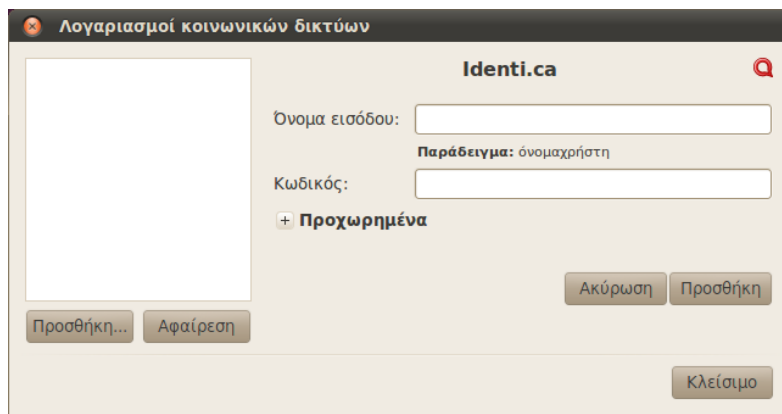 Λογαριασμοί κοινωνικών δικτύων
Identi.ca
Όνομα εισόδου:
Παράδειγμα: όνομαχρήστη
Κωδικός:
Προχωρημένα
Ακύρωση Προσθήκη
Προσθήκη... Αφαίρεση
Κλείσιμο